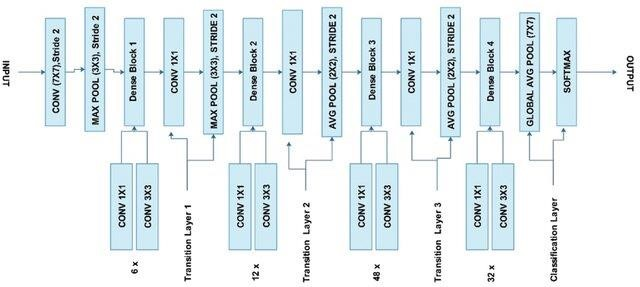 INPUT
CONV (7X7),Stride 2
MAX POOL (3X3), Stride 2
Dense Block 1
CONV 1X1
MAX POOL (3X3), STRIDE 2
Dense Block 2
CONV 1X1
AVG POOL (2X2), STRIDE 2
Dense Block 3
CONV 1X1
AVG POOL (2X2), STRIDE 2
Dense Block 4
GLOBAL AVG POOL (7X7)
SOFTMAX
OUTPUT
CONV 1X1
CONV 3X3
6 x
Transition Layer 1
CONV 1X1
CONV 3X3
12 x
Transition Layer 2
CONV 1X1
CONV 3X3
48 x
Transition Layer 3
CONV 1X1
CONV 3X3
32 x
Classification Layer